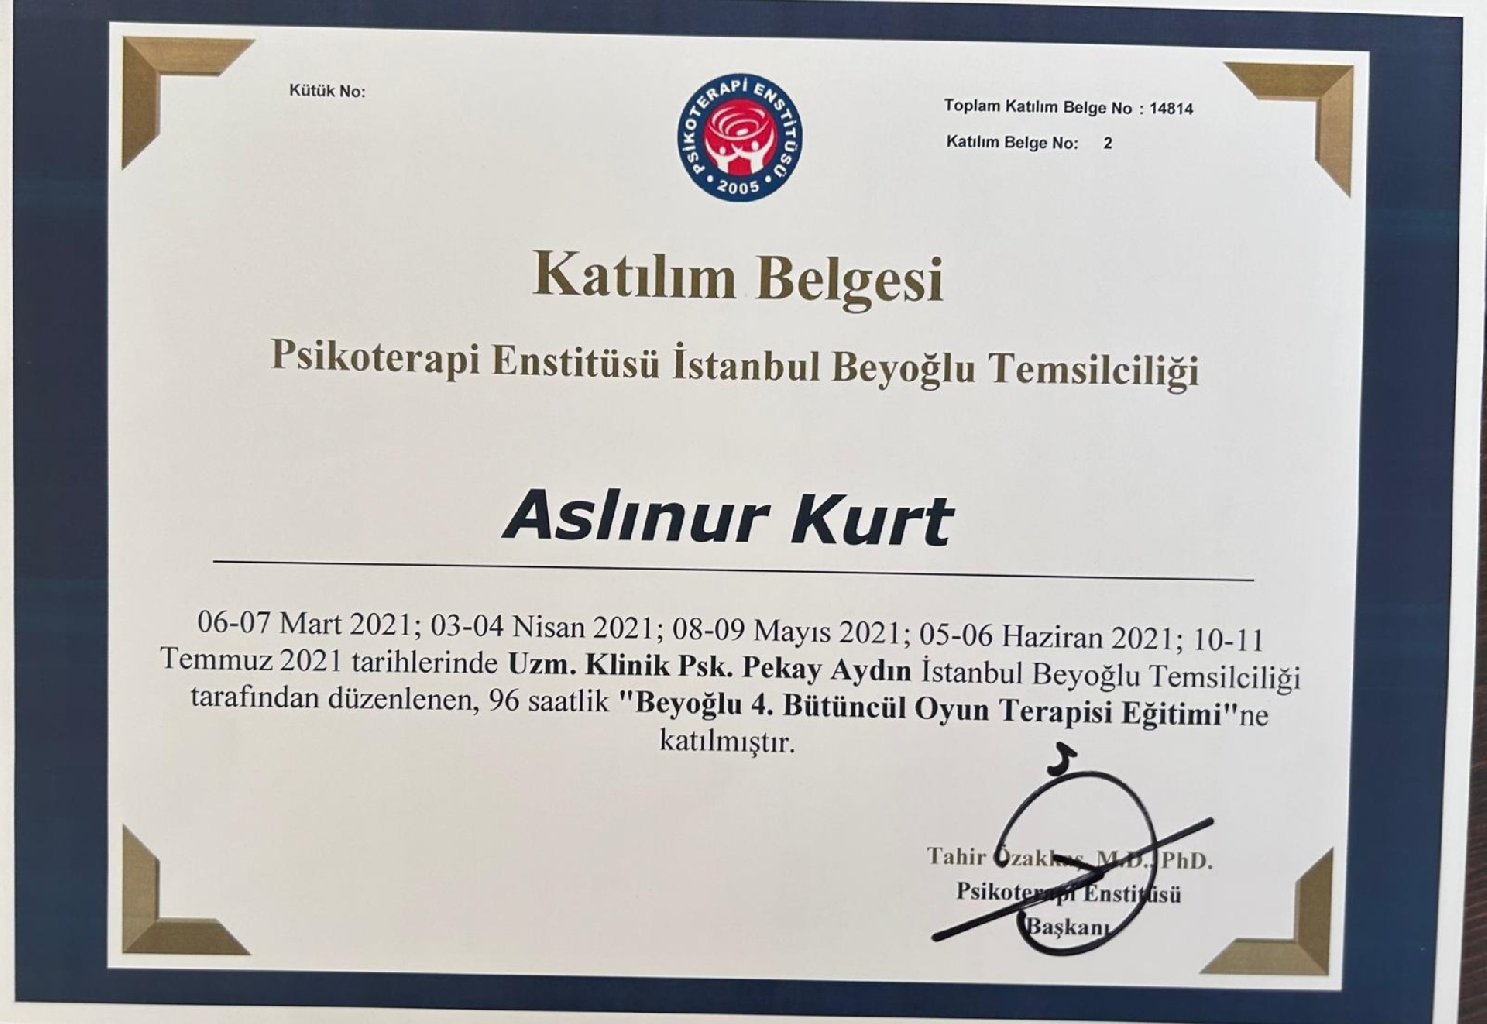 Kütük No:
PSİKOTERAPİ ENSTİTÜSÜ
• 2005 •
Toplam Katılım Belge No : 14814
Katılım Belge No: 2
Katılım Belgesi
Psikoterapi Enstitüsü İstanbul Beyoğlu Temsilciliği
Aslınur Kurt
06-07 Mart 2021; 03-04 Nisan 2021; 08-09 Mayıs 2021; 05-06 Haziran 2021; 10-11
Temmuz 2021 tarihlerinde Uzm. Klinik Psk. Pekay Aydın İstanbul Beyoğlu Temsilciliği
tarafından düzenlenen, 96 saatlik "Beyoğlu 4. Bütüncül Oyun Terapisi Eğitimi"ne
katılmıştır.
Tahir Özakkaş, M.D., PhD.
Psikoterapi Enstitüsü
Başkanı